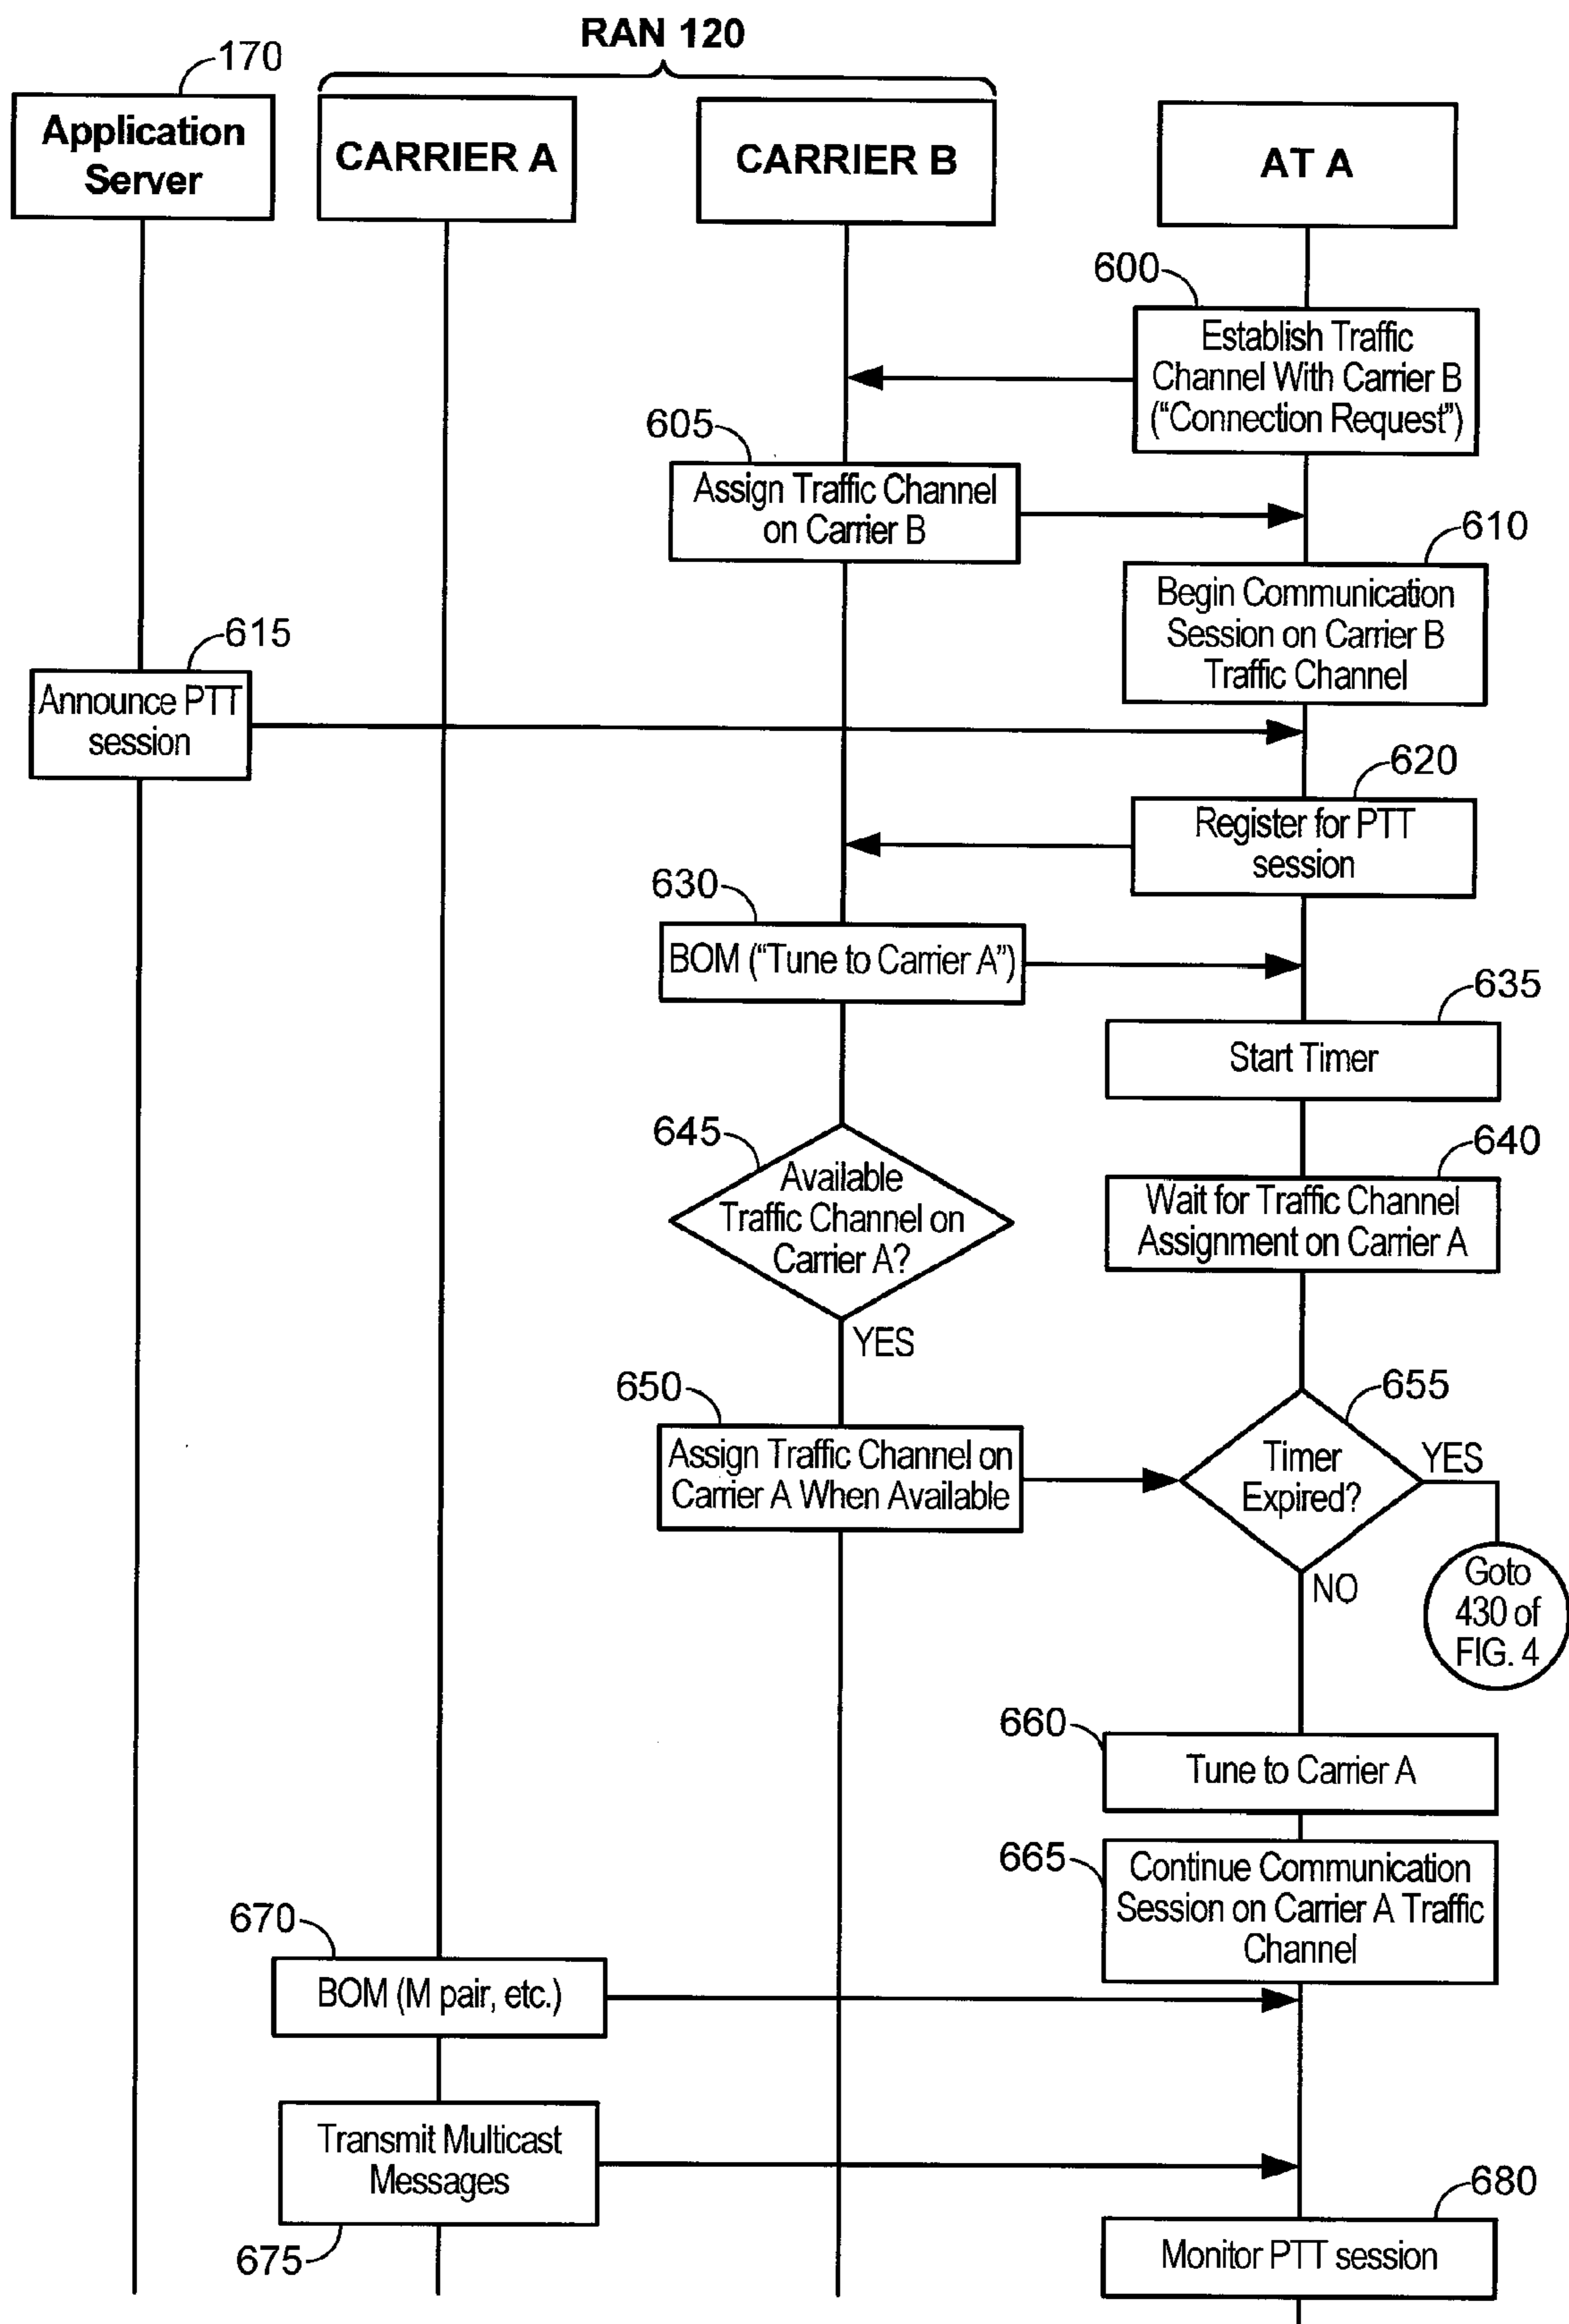 RAN 120
170
Application
Server
CARRIER A
CARRIER B
AT A
600
Establish Traffic
Channel With Carrier B
(“Connection Request”)
605
Assign Traffic Channel
on Carrier B
610
Begin Communication
Session on Carrier B
Traffic Channel
615
Announce PTT
session
620
Register for PTT
session
630
BOM (“Tune to Carrier A”)
635
Start Timer
645
Available
Traffic Channel on
Carrier A?
YES
640
Wait for Traffic Channel
Assignment on Carrier A
650
Assign Traffic Channel on
Carrier A When Available
655
Timer
Expired?
YES
NO
Goto
430 of
FIG. 4
660
Tune to Carrier A
665
Continue Communication
Session on Carrier A Traffic
Channel
670
BOM (M pair, etc.)
Transmit Multicast
Messages
675
680
Monitor PTT session